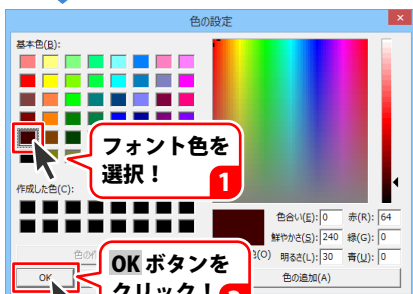 色の設定
基本色(B):
フォント色を
選択！
1
作成した色(C):
色合い(E): 0 赤(R): 64
鮮やかさ(S): 240 緑(G): 0
(O) 明るさ(L): 30 青(U): 0
色の追加(A)
OK
OK ボタンを
クリック！